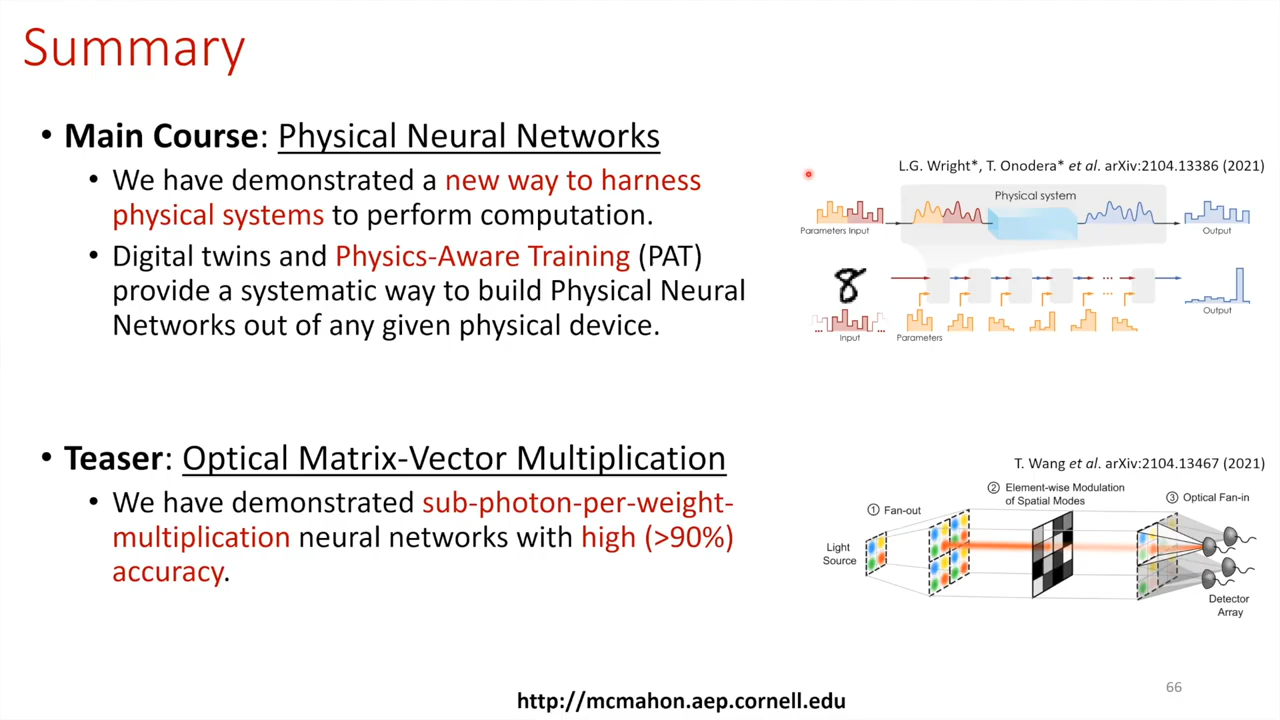 Summary
• Main Course: Physical Neural Networks
• We have demonstrated a new way to harness
physical systems to perform computation.
• Digital twins and Physics-Aware Training (PAT)
provide a systematic way to build Physical Neural
Networks out of any given physical device.
L.G. Wright*, T. Onodera* et al. arXiv:2104.13386 (2021)
Physical system
Parameters Input
Output
8
Output
Input
Parameters
• Teaser: Optical Matrix-Vector Multiplication
• We have demonstrated sub-photon-per-weight-
multiplication neural networks with high (>90%)
accuracy.
T. Wang et al. arXiv:2104.13467 (2021)
② Element-wise Modulation
of Spatial Modes
③ Optical Fan-in
① Fan-out
Light
Source
Detector
Array
66
http://mcmahon.aep.cornell.edu